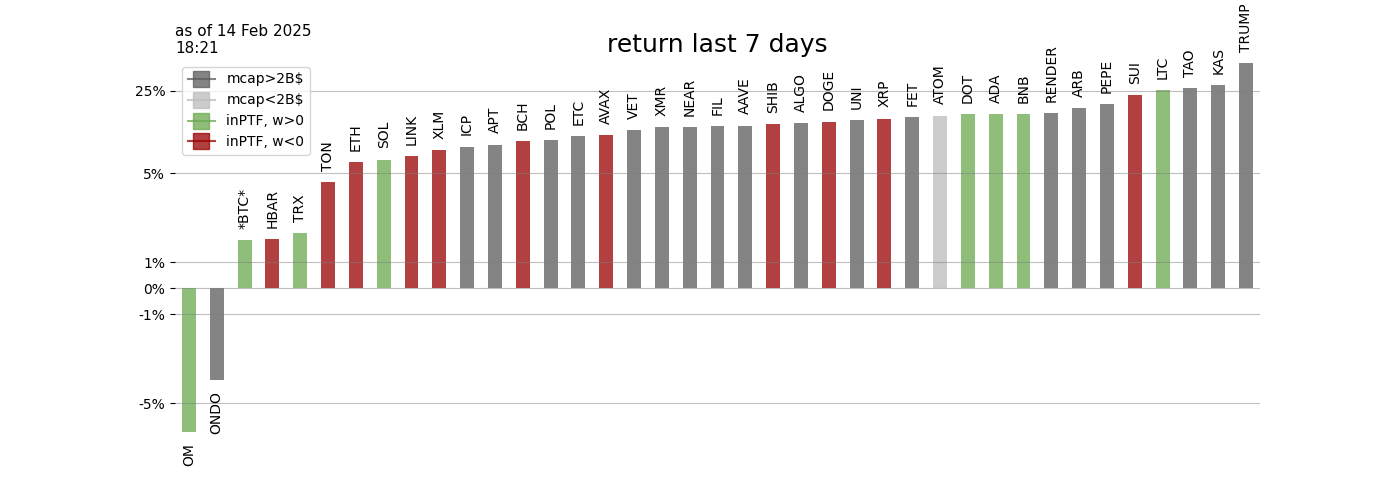 as of 14 Feb 2025
18:21
return last 7 days
mcap>2B$
mcap<2B$
inPTF, w>0
inPTF, w<0
25%
5%
1%
0%
-1%
-5%
OM
ONDO
*BTC*
HBAR
TRX
TON
ETH
SOL
LINK
XLM
ICP
APT
BCH
POL
ETC
AVAX
VET
XMR
NEAR
FIL
AAVE
SHIB
ALGO
DOGE
UNI
XRP
FET
ATOM
DOT
ADA
BNB
RENDER
ARB
PEPE
SUI
LTC
TAO
KAS
TRUMP